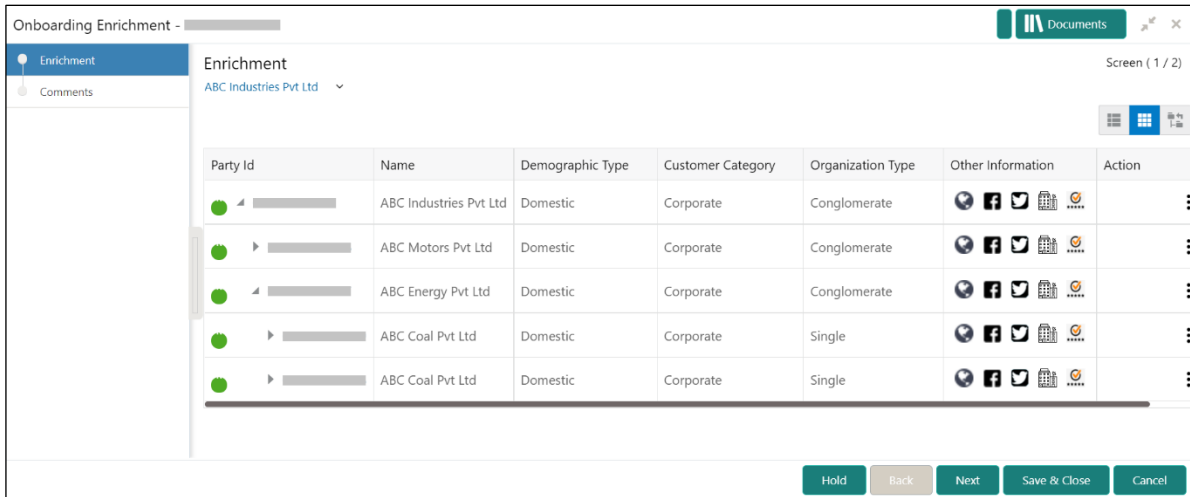 Onboarding Enrichment -
Documents
Enrichment
Comments
Enrichment
Screen ( 1 / 2)
ABC Industries Pvt Ltd
Party Id Name Demographic Type Customer Category Organization Type Other Information Action
ABC Industries Pvt Ltd Domestic Corporate Conglomerate
ABC Motors Pvt Ltd Domestic Corporate Conglomerate
ABC Energy Pvt Ltd Domestic Corporate Conglomerate
ABC Coal Pvt Ltd Domestic Corporate Single
ABC Coal Pvt Ltd Domestic Corporate Single
Hold Back Next Save & Close Cancel